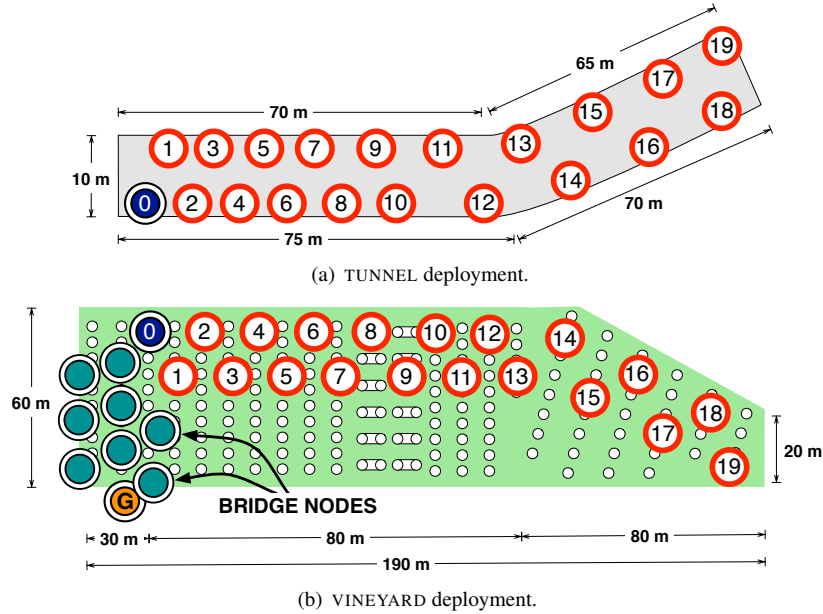 65 m
19
17
70 m
15
18
1 3 5 7 9 11 13
16
10 m
14
70 m
0 2 4 6 8 10 12
75 m
(a) TUNNEL deployment.
0 2 4 6 8 10 12
14
1 3 5 7 9 11 13 16
60 m
15
18
17
20 m
19
G
BRIDGE NODES
30 m 80 m 80 m
190 m
(b) VINEYARD deployment.